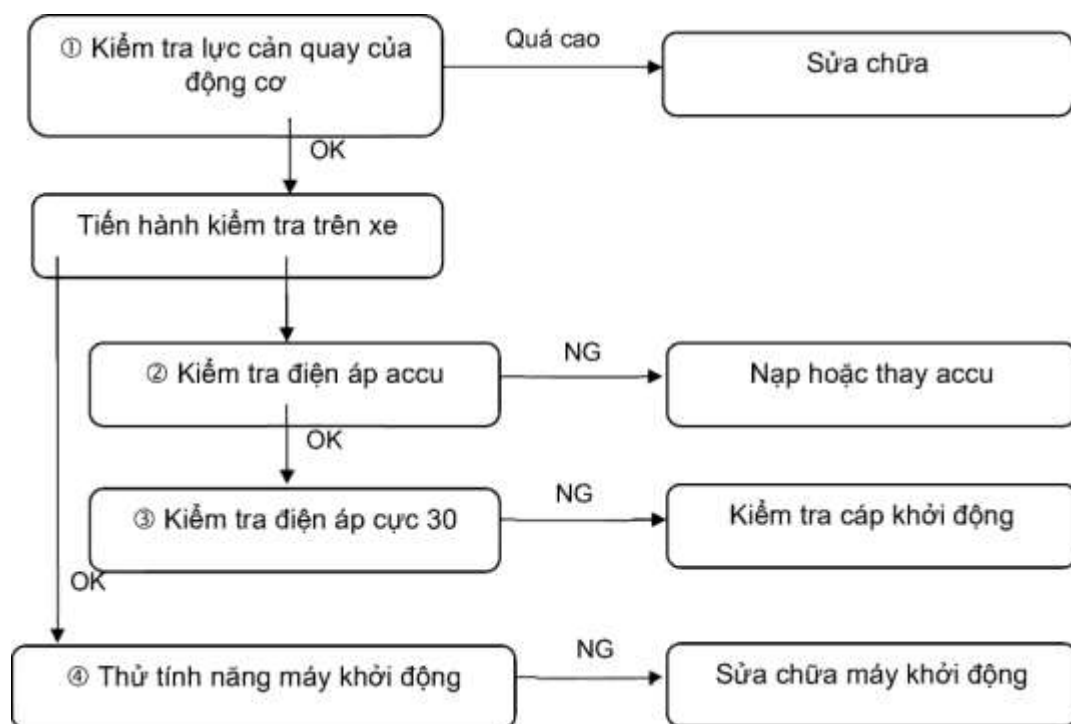 ① Kiểm tra lực cản quay của
động cơ
Quá cao
Sửa chữa
OK
Tiến hành kiểm tra trên xe
② Kiểm tra điện áp accu
NG
Nạp hoặc thay accu
OK
③ Kiểm tra điện áp cực 30
NG
Kiểm tra cáp khởi động
OK
④ Thử tính năng máy khởi động
NG
Sửa chữa máy khởi động